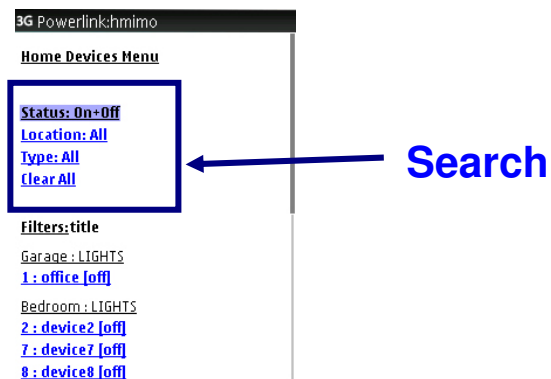 3G Powerlink:hmimo
Home Devices Menu
Status: On+Off
Location: All
Type: All
Clear All
Search
Filters:title
Garage : LIGHTS
1 : office [off]
Bedroom : LIGHTS
2 : device2 [off]
7 : device7 [off]
8 : device8 [off]